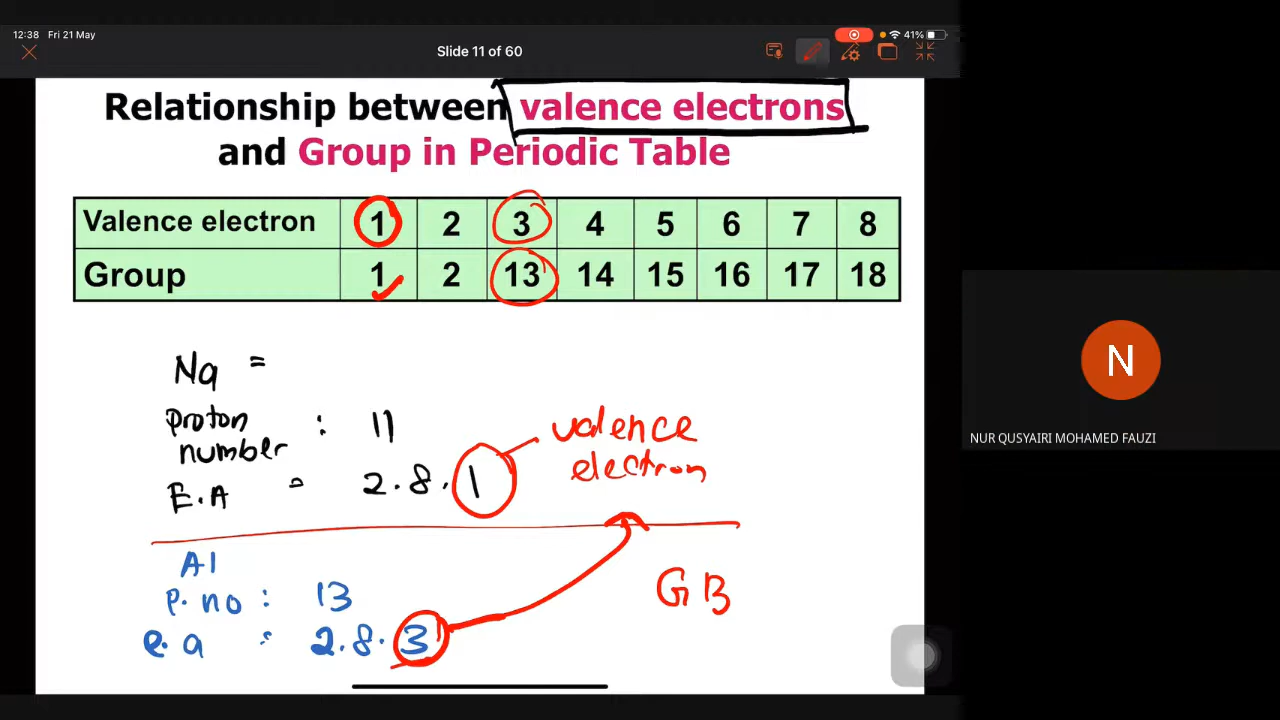 12:38 Fri 21 May
41%
Slide 11 of 60
Relationship between valence electrons
and Group in Periodic Table
Valence electron 1 2 3 4 5 6 7 8
Group 1 2 13 14 15 16 17 18
Na =
proton
number : 11
valence
electron
E.A = 2.8.1
Al
P. no : 13
e.a : 2.8.3
G 13
N
NUR QUSYAIRI MOHAMED FAUZI